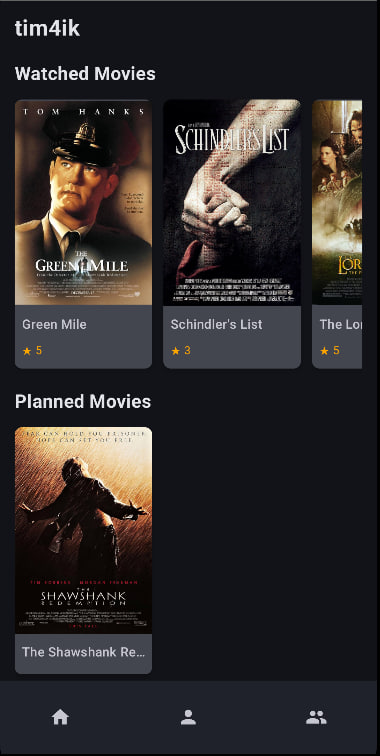 tim4ik
Watched Movies
TOM HANKS
THE
GREEN MILE
Green Mile
★ 5
SCHINDLER'S LIST
Schindler's List
★ 3
The Lor
★ 5
Planned Movies
FEAR CAN HOLD YOU PRISONER
HOPE CAN SET YOU FREE
TIM ROBBINS MORGAN FREEMAN
THE
SHAWSHANK
REDEMPTION
The Shawshank Re...